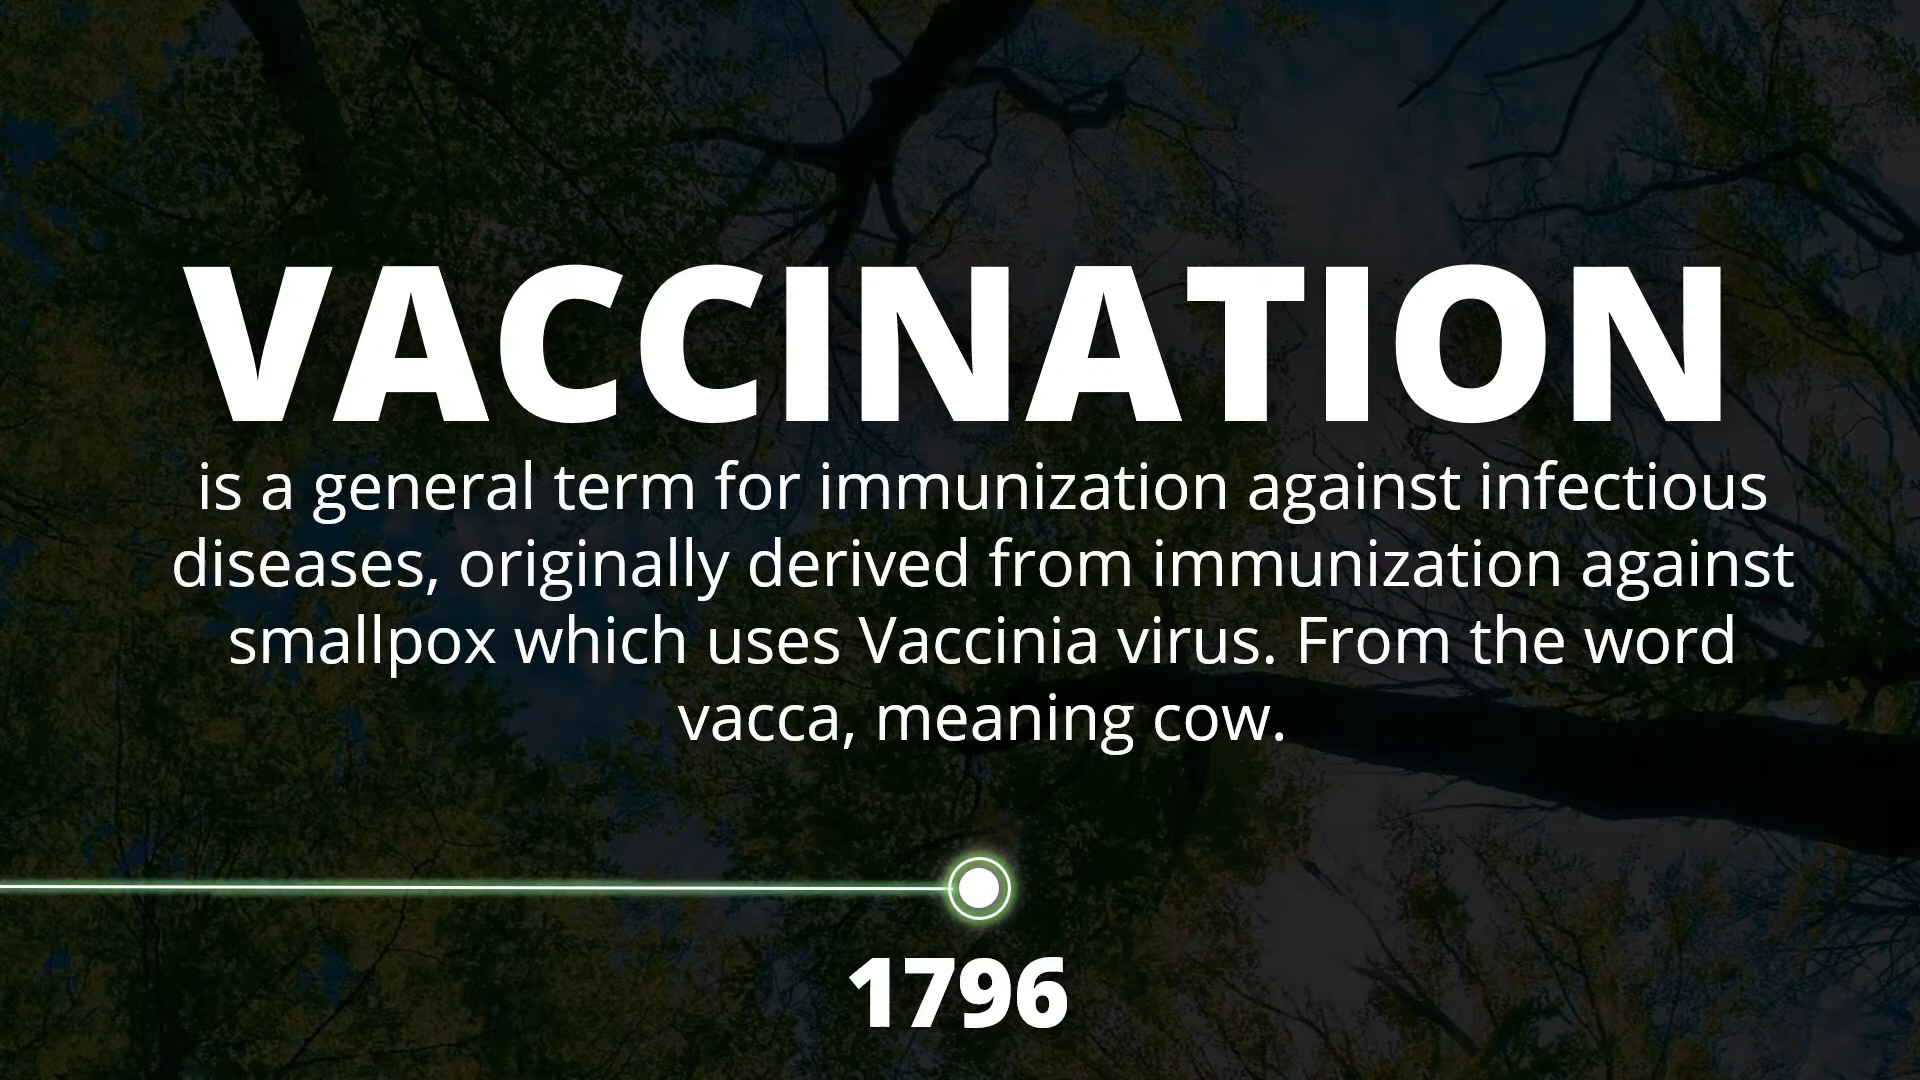 VACCINATION
is a general term for immunization against infectious
diseases, originally derived from immunization against
smallpox which uses Vaccinia virus. From the word
vacca, meaning cow.
1796